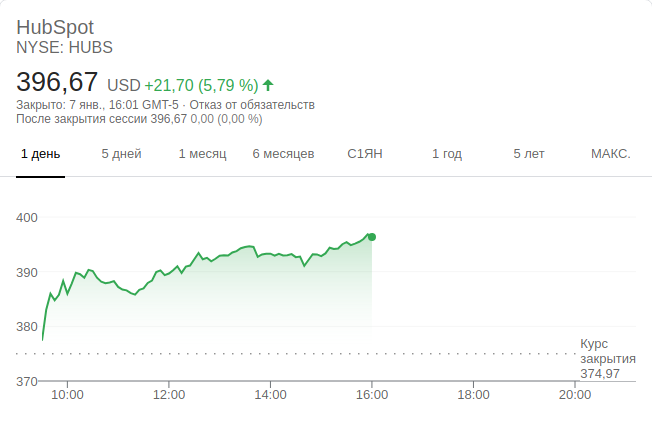 HubSpot
NYSE: HUBS
396,67 USD +21,70 (5,79 %)
Закрыто: 7 янв., 16:01 GMT-5 · Отказ от обязательств
После закрытия сессии 396,67 0,00 (0,00 %)
1 день 5 дней 1 месяц 6 месяцев С1ЯН 1 год 5 лет МАКС.
400
390
380
Курс
закрытия
374,97
370
10:00 12:00 14:00 16:00 18:00 20:00